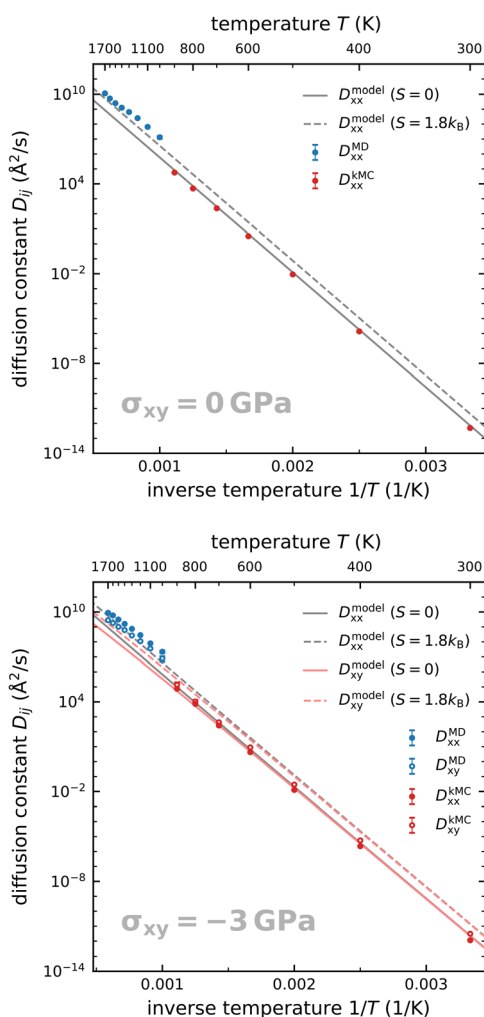 temperature T (K)
1700 1100 800 600 400 300
10^10
10^4
10^-2
10^-8
10^-14
diffusion constant D_ij (Å²/s)
D_xx^model (S = 0)
D_xx^model (S = 1.8k_B)
D_xx^MD
D_xx^kMC
σ_xy = 0 GPa
0.001 0.002 0.003
inverse temperature 1/T (1/K)
temperature T (K)
1700 1100 800 600 400 300
10^10
10^4
10^-2
10^-8
10^-14
diffusion constant D_ij (Å²/s)
D_xx^model (S = 0)
D_xx^model (S = 1.8k_B)
D_xy^model (S = 0)
D_xy^model (S = 1.8k_B)
D_xx^MD
D_xy^MD
D_xx^kMC
D_xy^kMC
σ_xy = −3 GPa
0.001 0.002 0.003
inverse temperature 1/T (1/K)